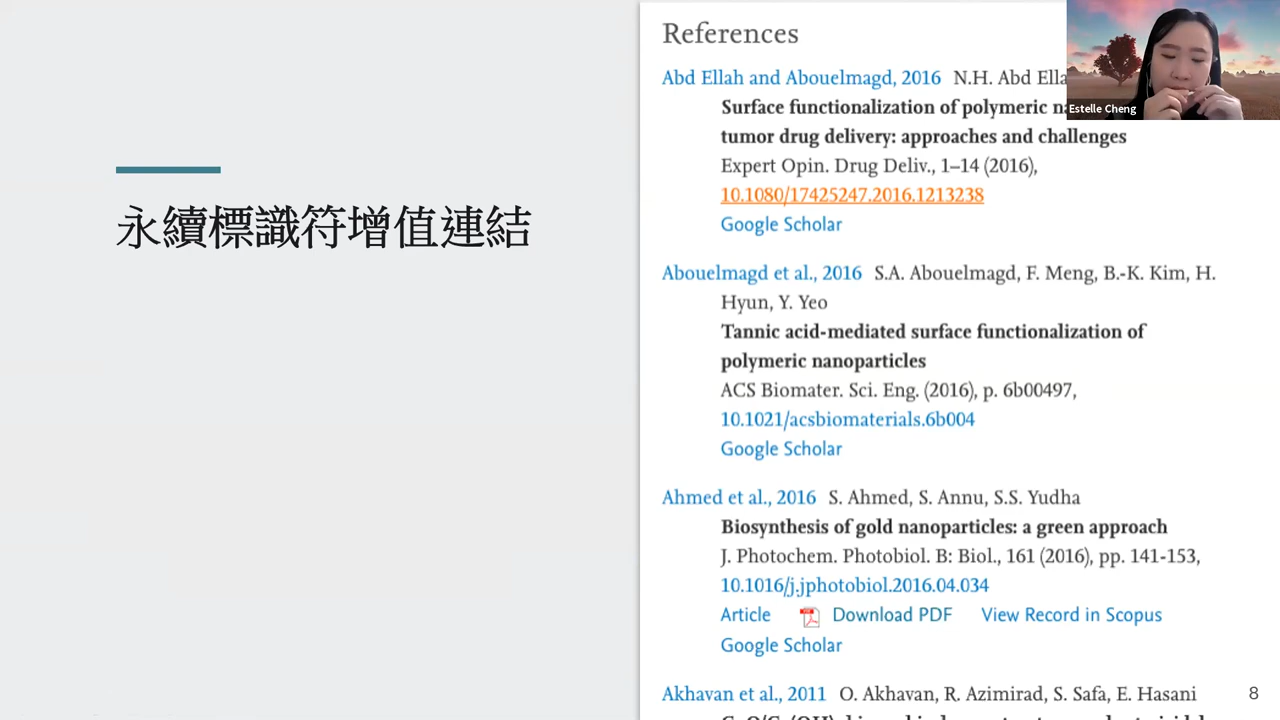 永續標識符增值連結
References
Abd Ellah and Abouelmagd, 2016 N.H. Abd Ella
Surface functionalization of polymeric
tumor drug delivery: approaches and challenges
Expert Opin. Drug Deliv., 1–14 (2016),
10.1080/17425247.2016.1213238
Google Scholar
Abouelmagd et al., 2016 S.A. Abouelmagd, F. Meng, B.-K. Kim, H.
Hyun, Y. Yeo
Tannic acid-mediated surface functionalization of
polymeric nanoparticles
ACS Biomater. Sci. Eng. (2016), p. 6b00497,
10.1021/acsbiomaterials.6b004
Google Scholar
Ahmed et al., 2016 S. Ahmed, S. Annu, S.S. Yudha
Biosynthesis of gold nanoparticles: a green approach
J. Photochem. Photobiol. B: Biol., 161 (2016), pp. 141-153,
10.1016/j.jphotobiol.2016.04.034
Article Download PDF View Record in Scopus
Google Scholar
Akhavan et al., 2011 O. Akhavan, R. Azimirad, S. Safa, E. Hasani
Estelle Cheng
8